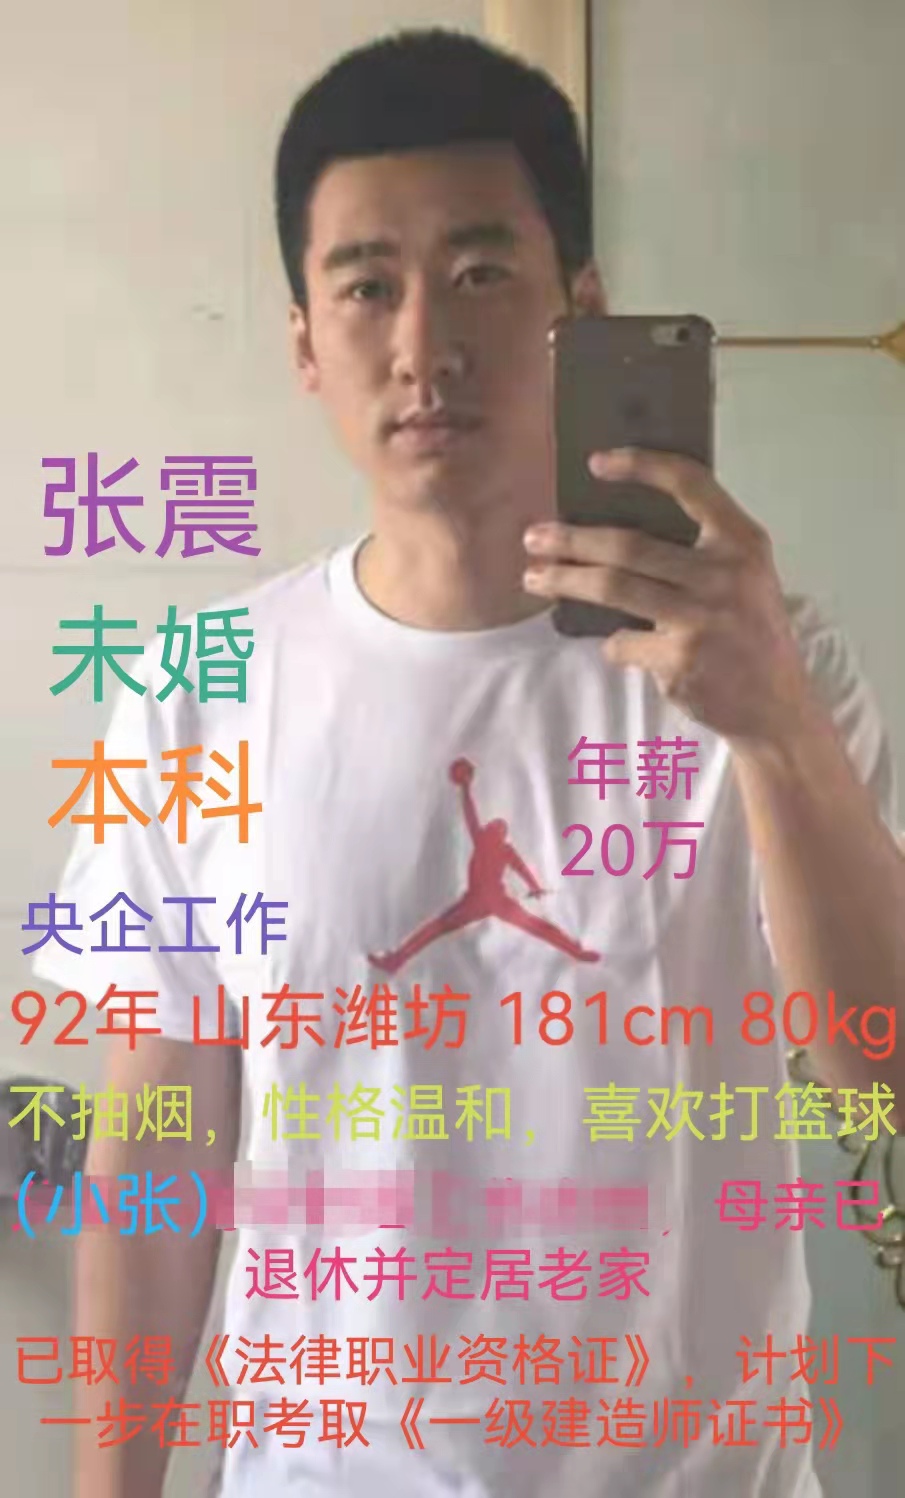 张震
未婚
本科
年薪
20万
央企工作
92年 山东潍坊 181cm 80kg
不抽烟，性格温和，喜欢打篮球
（小张） ，母亲已
退休并定居老家
已取得《法律职业资格证》，计划下
一步在职考取《一级建造师证书》